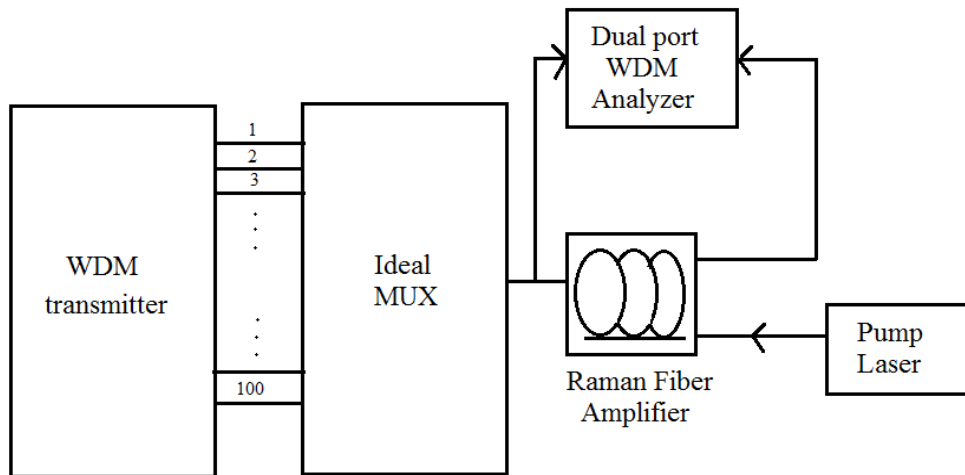 WDM
transmitter
1
2
3
100
Ideal
MUX
Dual port
WDM
Analyzer
Raman Fiber
Amplifier
Pump
Laser